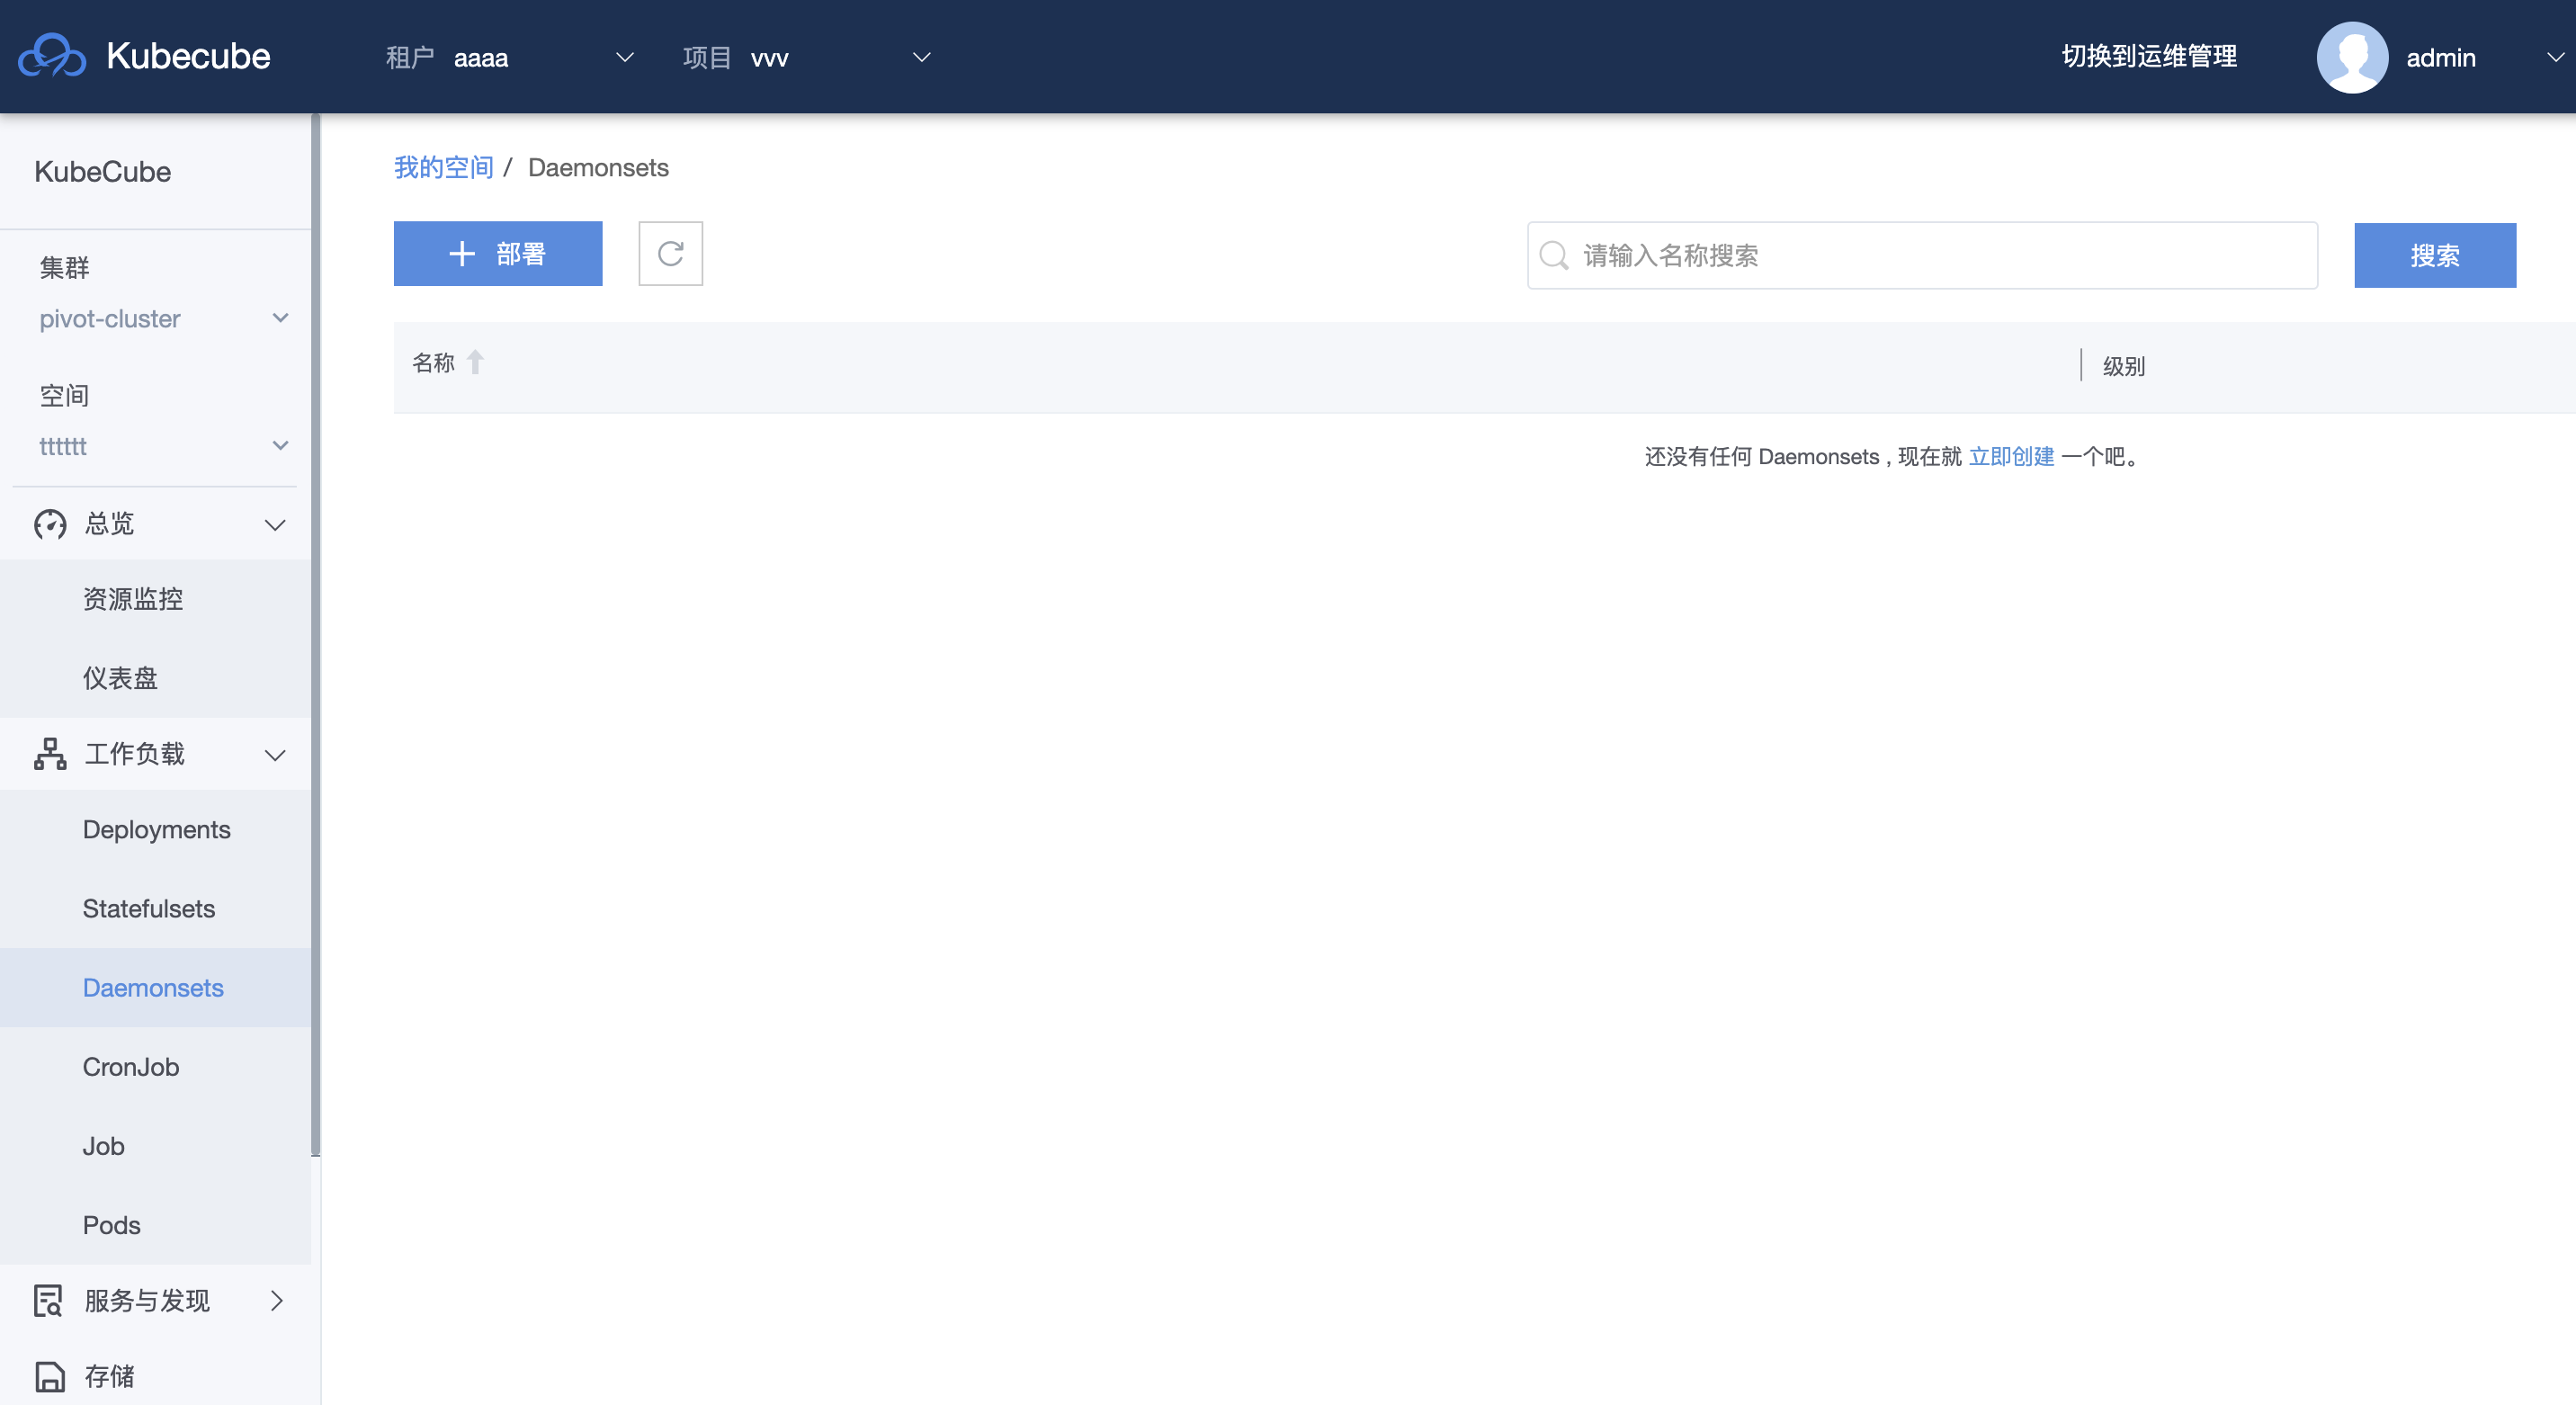 Kubecube 租户 aaaa 项目 vvv 切换到运维管理 admin
KubeCube
集群
pivot-cluster
空间
tttttt
总览
资源监控
仪表盘
工作负载
Deployments
Statefulsets
Daemonsets
CronJob
Job
Pods
服务与发现
存储
我的空间 / Daemonsets
部署 请输入名称搜索 搜索
名称 级别
还没有任何 Daemonsets , 现在就 立即创建 一个吧。